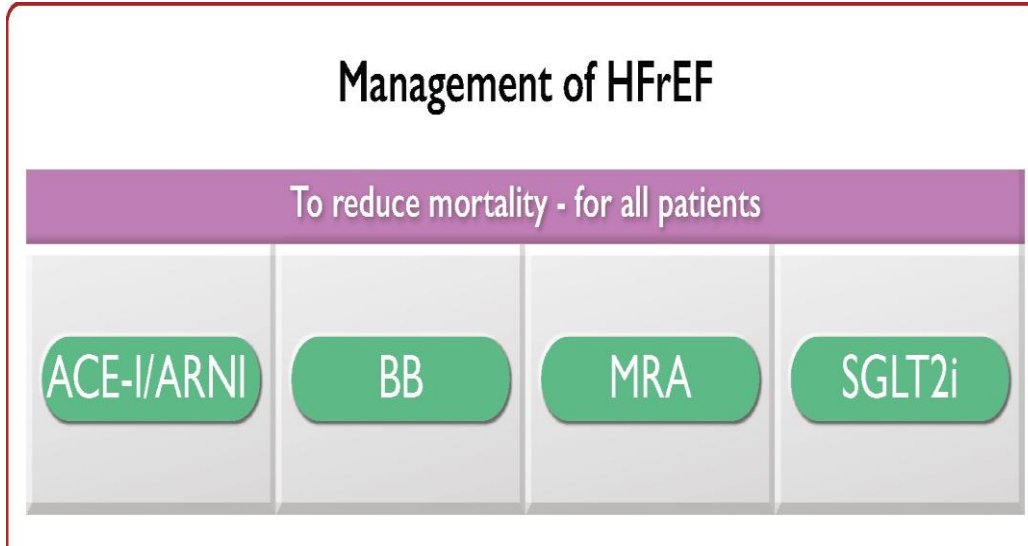 Management of HFrEF
To reduce mortality - for all patients
ACE-I/ARNI
BB
MRA
SGLT2i